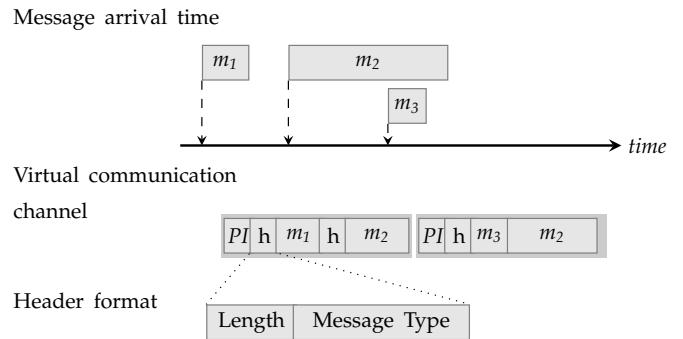 Message arrival time
m1 m2
m3
time
Virtual communication
channel
PI h m1 h m2 PI h m3 m2
Header format
Length Message Type